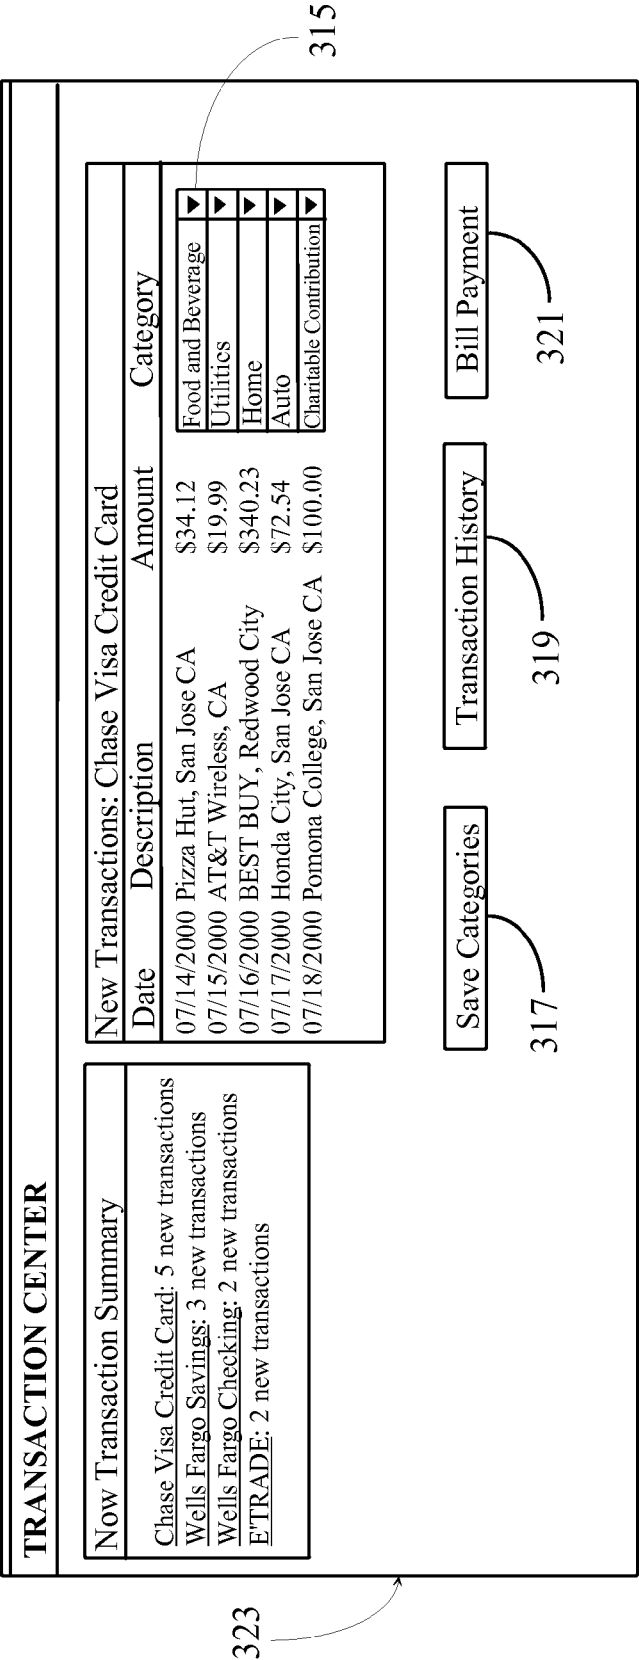 TRANSACTION CENTER
Now Transaction Summary
Chase Visa Credit Card: 5 new transactions
Wells Fargo Savings: 3 new transactions
Wells Fargo Checking: 2 new transactions
E'TRADE: 2 new transactions
New Transactions: Chase Visa Credit Card
Date Description Amount Category
07/14/2000 Pizza Hut, San Jose CA $34.12 Food and Beverage
07/15/2000 AT&T Wireless, CA $19.99 Utilitics
07/16/2000 BEST BUY, Redwood City $340.23 Home
07/17/2000 Honda City, San Jose CA $72.54 Auto
07/18/2000 Pomona College, San Jose CA $100.00 Charitable Contribution
315
Save Categories
Transaction History
Bill Payment
317
319
321
323